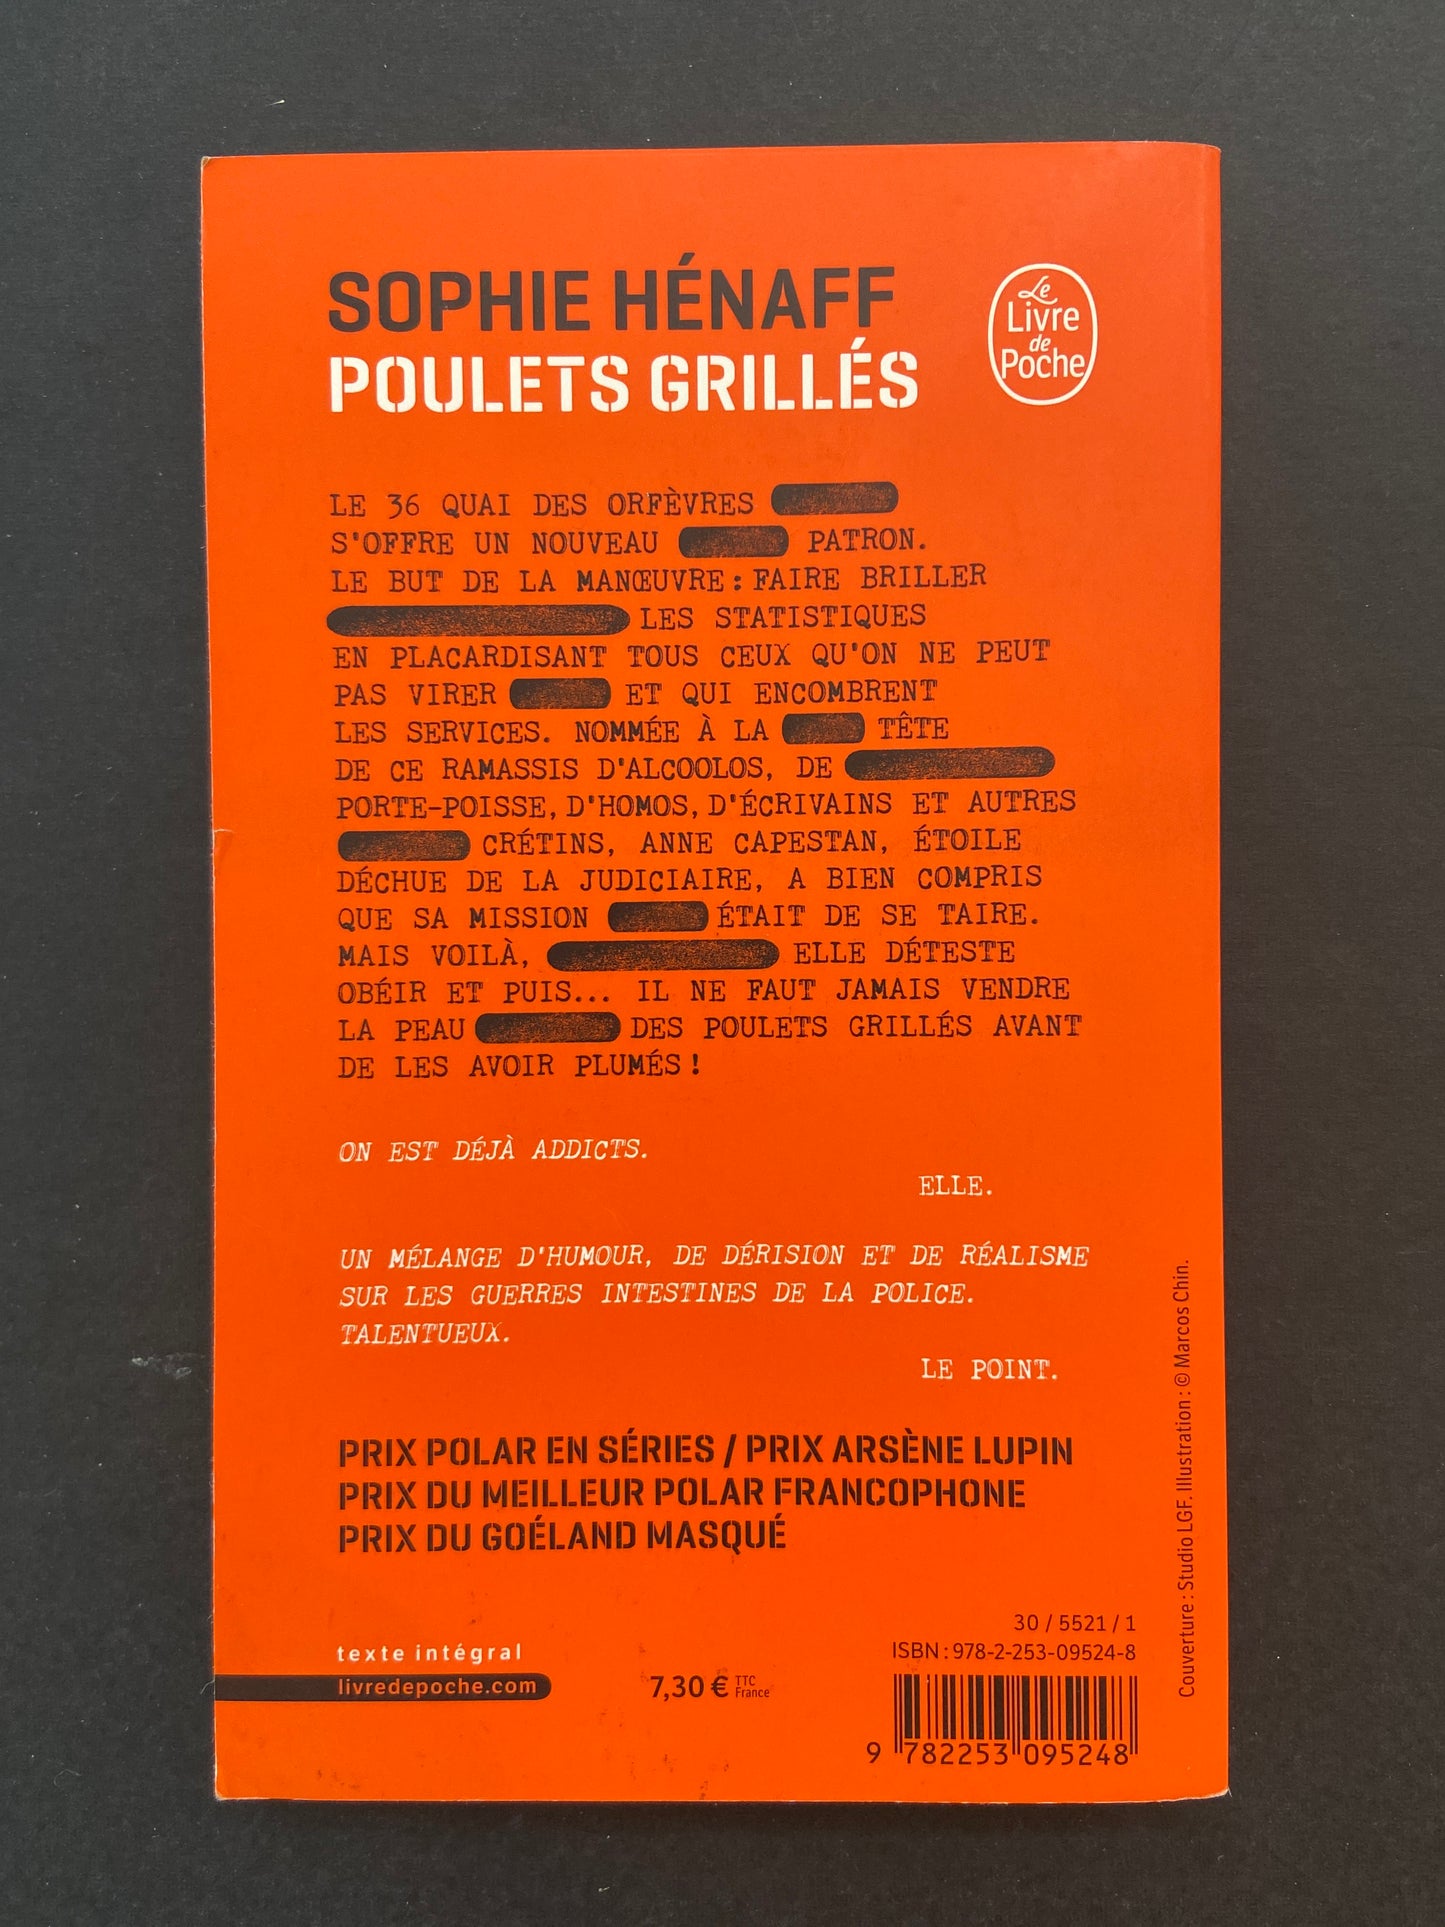 SOPHIE HÉNAFF
POULETS GRILLÉS
Le
Livre
de
Poche
LE 36 QUAI DES ORFÈVRES
S'OFFRE UN NOUVEAU PATRON.
LE BUT DE LA MANŒUVRE : FAIRE BRILLER
LES STATISTIQUES
EN PLACARDISANT TOUS CEUX QU'ON NE PEUT
PAS VIRER ET QUI ENCOMBRENT
LES SERVICES. NOMMÉE À LA TÊTE
DE CE RAMASSIS D'ALCOOLOS, DE
PORTE-POISSE, D'HOMOS, D'ÉCRIVAINS ET AUTRES
CRÉTINS, ANNE CAPESTAN, ÉTOILE
DÉCHUE DE LA JUDICIAIRE, A BIEN COMPRIS
QUE SA MISSION ÉTAIT DE SE TAIRE.
MAIS VOILÀ, ELLE DÉTESTE
OBÉIR ET PUIS... IL NE FAUT JAMAIS VENDRE
LA PEAU DES POULETS GRILLÉS AVANT
DE LES AVOIR PLUMÉS !
ON EST DÉJÀ ADDICTS.
ELLE.
UN MÉLANGE D'HUMOUR, DE DÉRISION ET DE RÉALISME
SUR LES GUERRES INTESTINES DE LA POLICE.
TALENTUEUX.
LE POINT.
PRIX POLAR EN SÉRIES / PRIX ARSÈNE LUPIN
PRIX DU MEILLEUR POLAR FRANCOPHONE
PRIX DU GOÉLAND MASQUÉ
Couverture : Studio LGF. Illustration : © Marcos Chin.
texte intégral
livredepoche.com
7,30 € TTC France
30 / 5521 / 1
ISBN : 978-2-253-09524-8
9 782253 095248